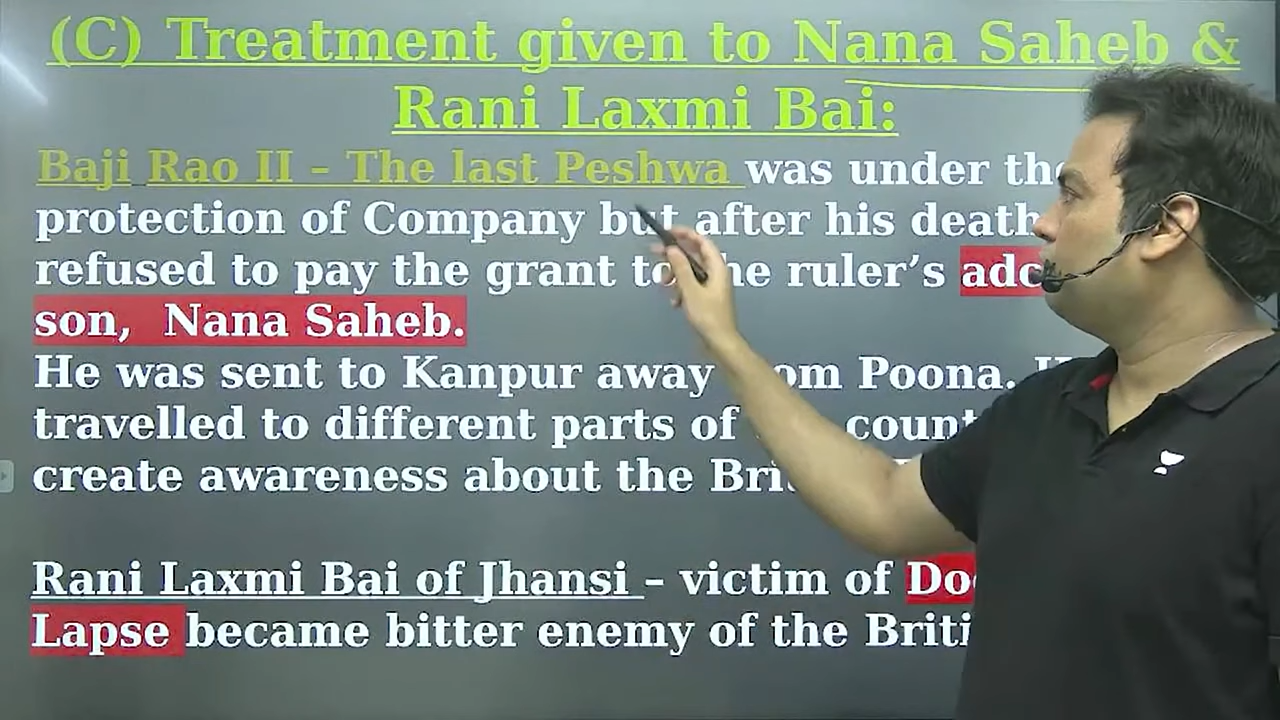 (C) Treatment given to Nana Saheb &
Rani Laxmi Bai:
Baji Rao II – The last Peshwa was under the
protection of Company but after his death
refused to pay the grant to the ruler’s
son, Nana Saheb.
He was sent to Kanpur away from Poona.
travelled to different parts of
create awareness about the
Rani Laxmi Bai of Jhansi – victim of
Lapse became bitter enemy of the